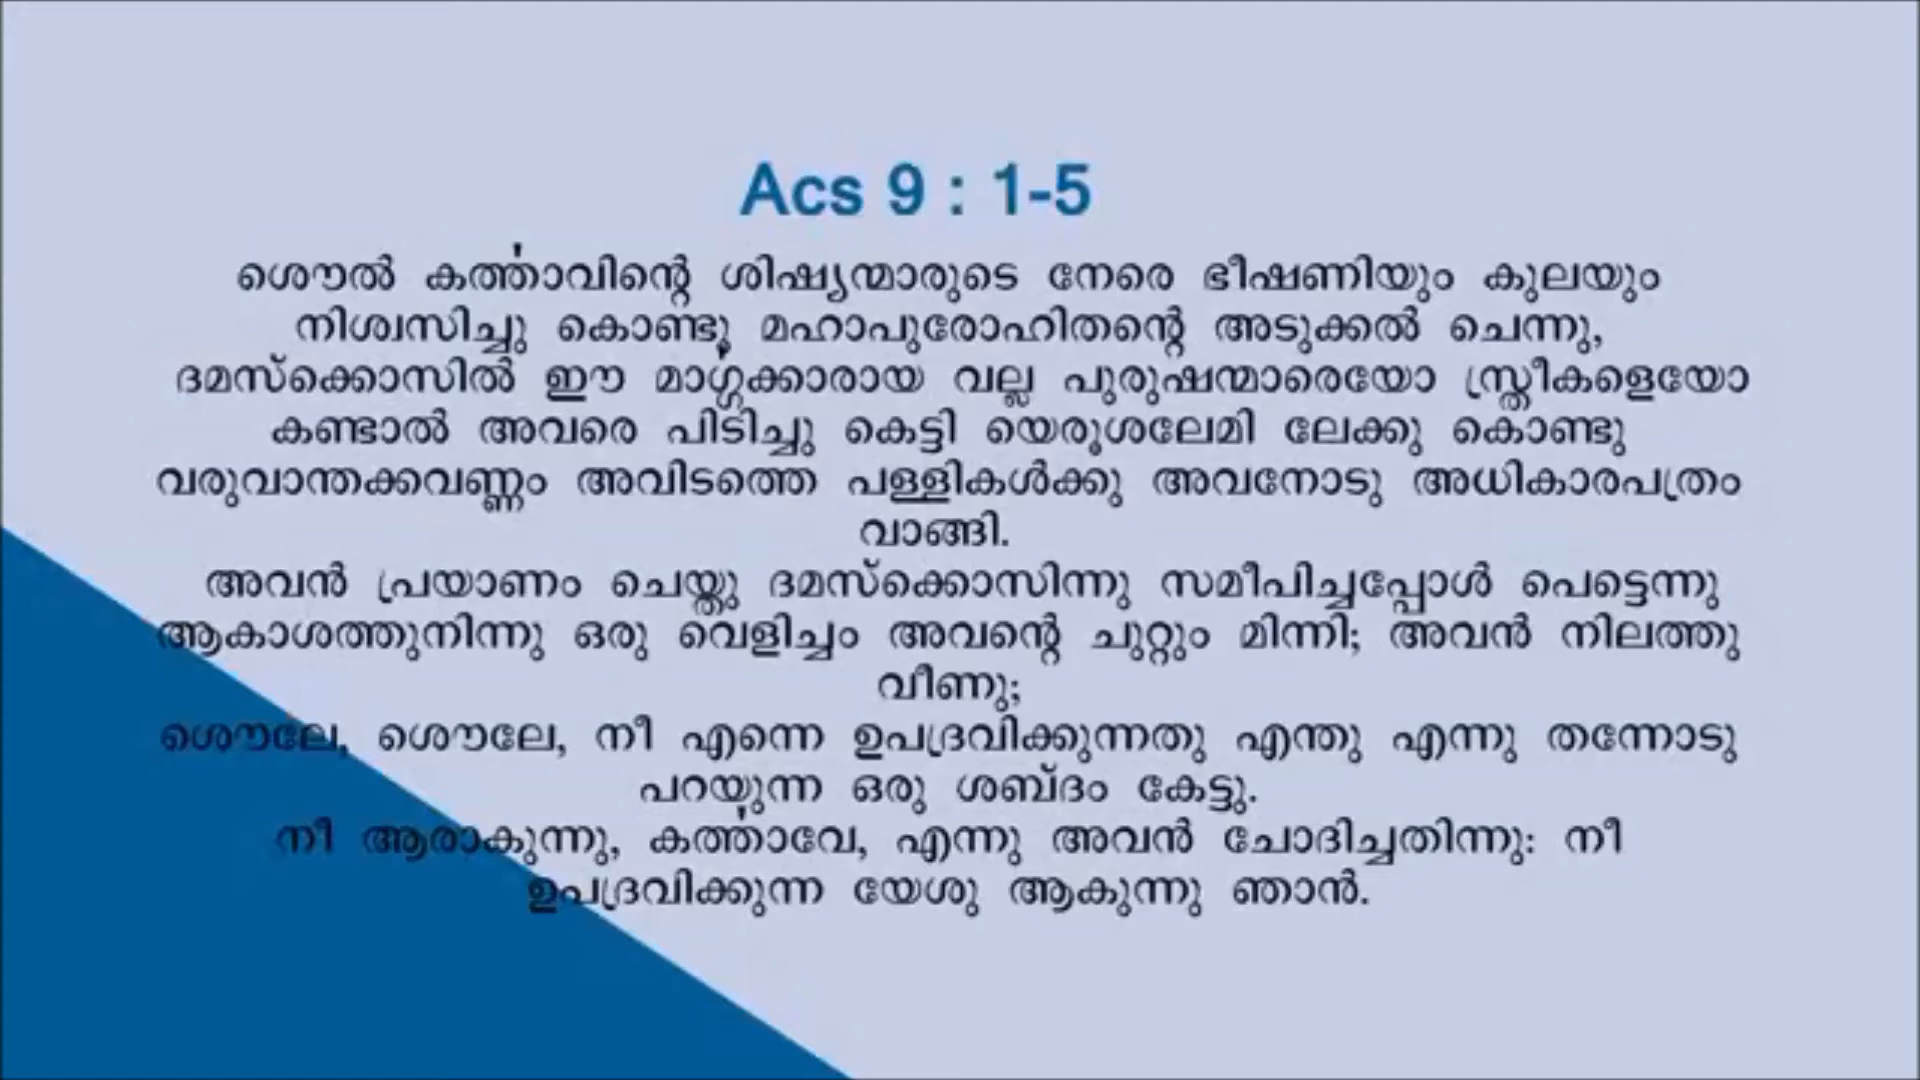 Acs 9 : 1-5
ശൌൽ കൎത്താവിന്റെ ശിഷ്യന്മാരുടെ നേരെ ഭീഷണിയും കുലയും
നിശ്വസിച്ചു കൊണ്ടു മഹാപുരോഹിതന്റെ അടുക്കൽ ചെന്നു,
ദമസ്ക്കൊസിൽ ഈ മാൎഗ്ഗക്കാരായ വല്ല പുരുഷന്മാരെയോ സ്ത്രീകളെയോ
കണ്ടാൽ അവരെ പിടിച്ചു കെട്ടി യെരൂശലേമി ലേക്കു കൊണ്ടു
വരുവാന്തക്കവണ്ണം അവിടത്തെ പള്ളികൾക്കു അവനോടു അധികാരപത്രം
വാങ്ങി.
അവൻ പ്രയാണം ചെയ്തു ദമസ്ക്കൊസിന്നു സമീപിച്ചപ്പോൾ പെട്ടെന്നു
ആകാശത്തുനിന്നു ഒരു വെളിച്ചം അവന്റെ ചുറ്റും മിന്നി; അവൻ നിലത്തു
വീണു;
ശൌലേ, ശൌലേ, നീ എന്നെ ഉപദ്രവിക്കുന്നതു എന്തു എന്നു തന്നോടു
പറയുന്ന ഒരു ശബ്ദം കേട്ടു.
നീ ആരാകുന്നു, കൎത്താവേ, എന്നു അവൻ ചോദിച്ചതിന്നു: നീ
ഉപദ്രവിക്കുന്ന യേശു ആകുന്നു ഞാൻ.